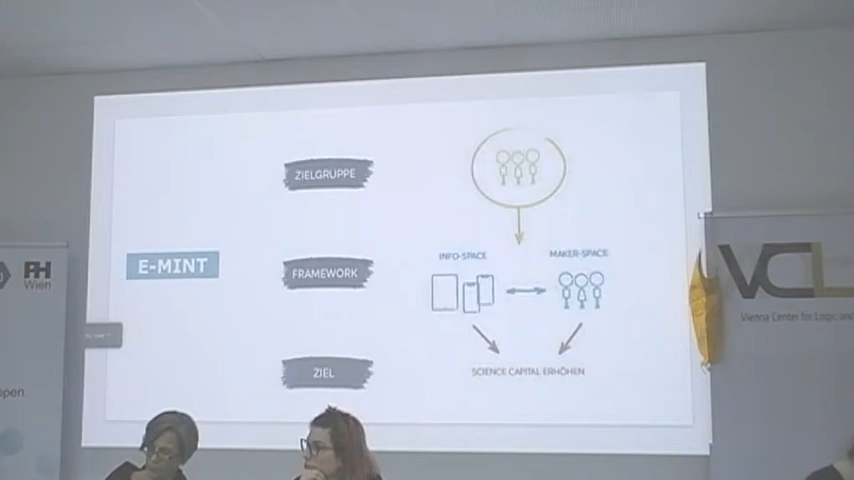 ZIELGRUPPE
INFO-SPACE
MAKER-SPACE
E-MINT
FRAMEWORK
ZIEL
SCIENCE CAPITAL ERHÖHEN
FH
Wien
open.
VCL
Vienna Center for Logic and